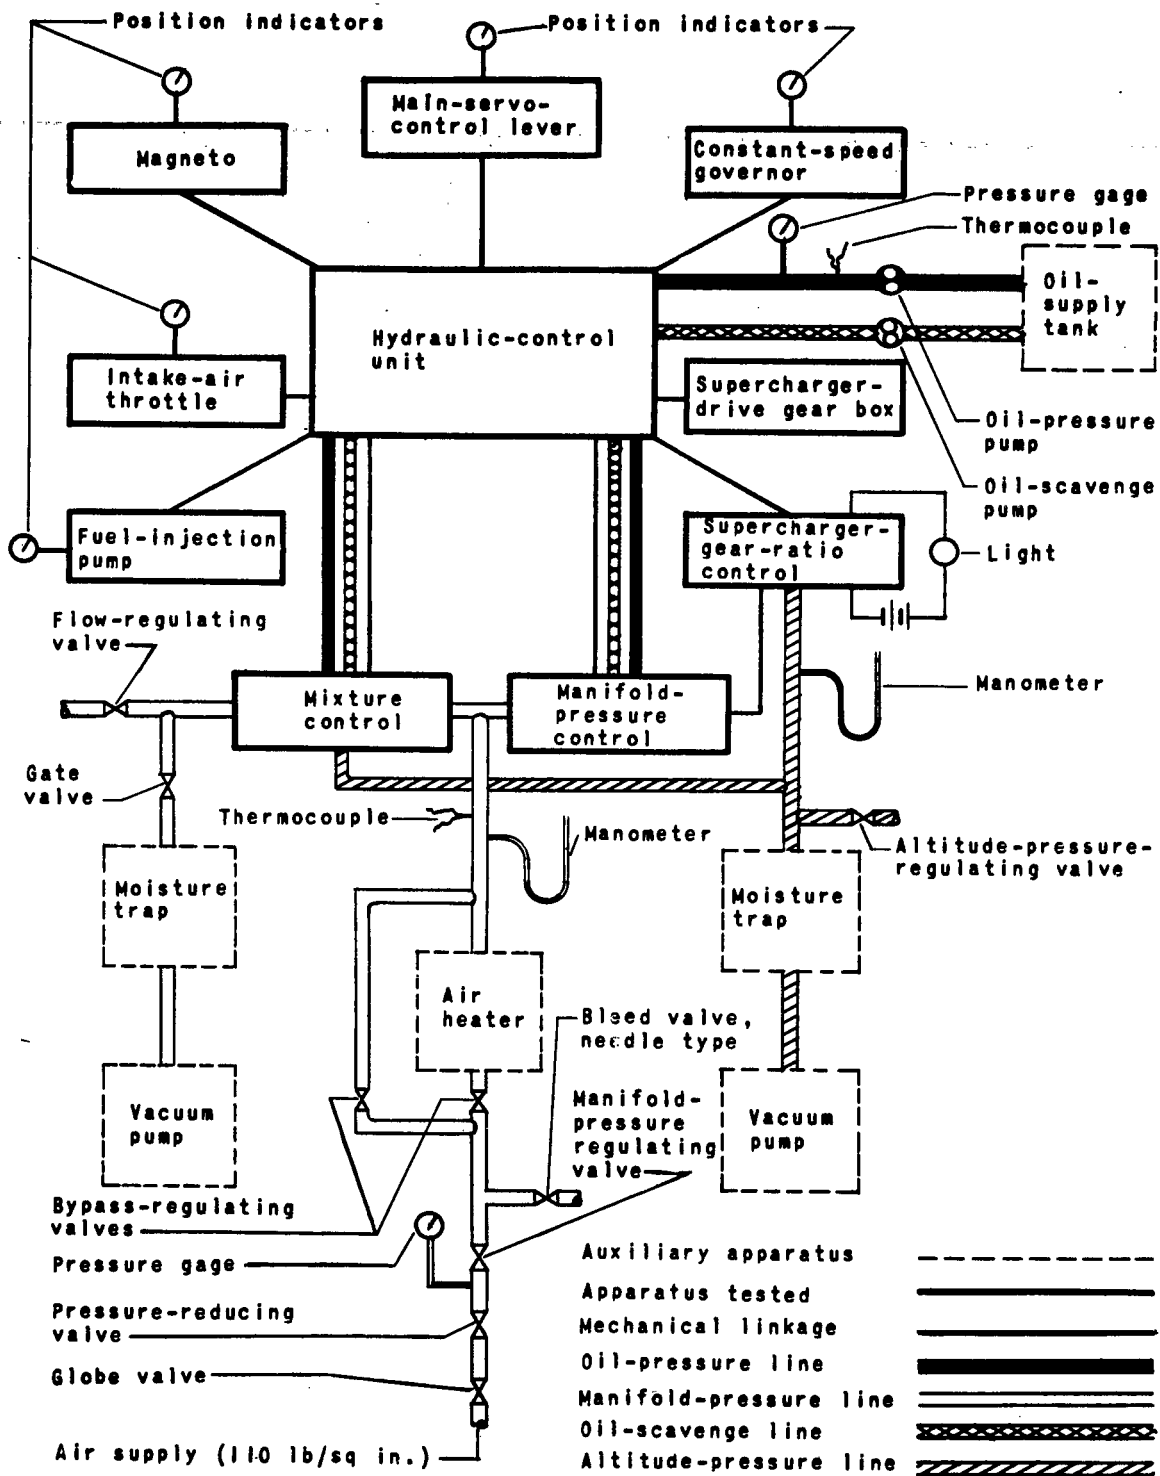 Position indicators
Position indicators
Main-servo-
control lever
Magneto
Constant-speed
governor
Pressure gage
Thermocouple
Oil-
supply
tank
Hydraulic-control
unit
Intake-air
throttle
Supercharger-
drive gear box
Oil-pressure
pump
Oil-scavenge
pump
Fuel-injection
pump
Supercharger-
gear-ratio
control
Light
Flow-regulating
valve
Mixture
control
Manifold-
pressure
control
Manometer
Gate
valve
Thermocouple
Manometer
Altitude-pressure-
regulating valve
Moisture
trap
Moisture
trap
Air
heater
Bleed valve,
needle type
Manifold-
pressure
regulating
valve
Vacuum
pump
Vacuum
pump
Bypass-regulating
valves
Pressure gage
Pressure-reducing
valve
Globe valve
Air supply (110 lb/sq in.)
Auxiliary apparatus
Apparatus tested
Mechanical linkage
Oil-pressure line
Manifold-pressure line
Oil-scavenge line
Altitude-pressure line